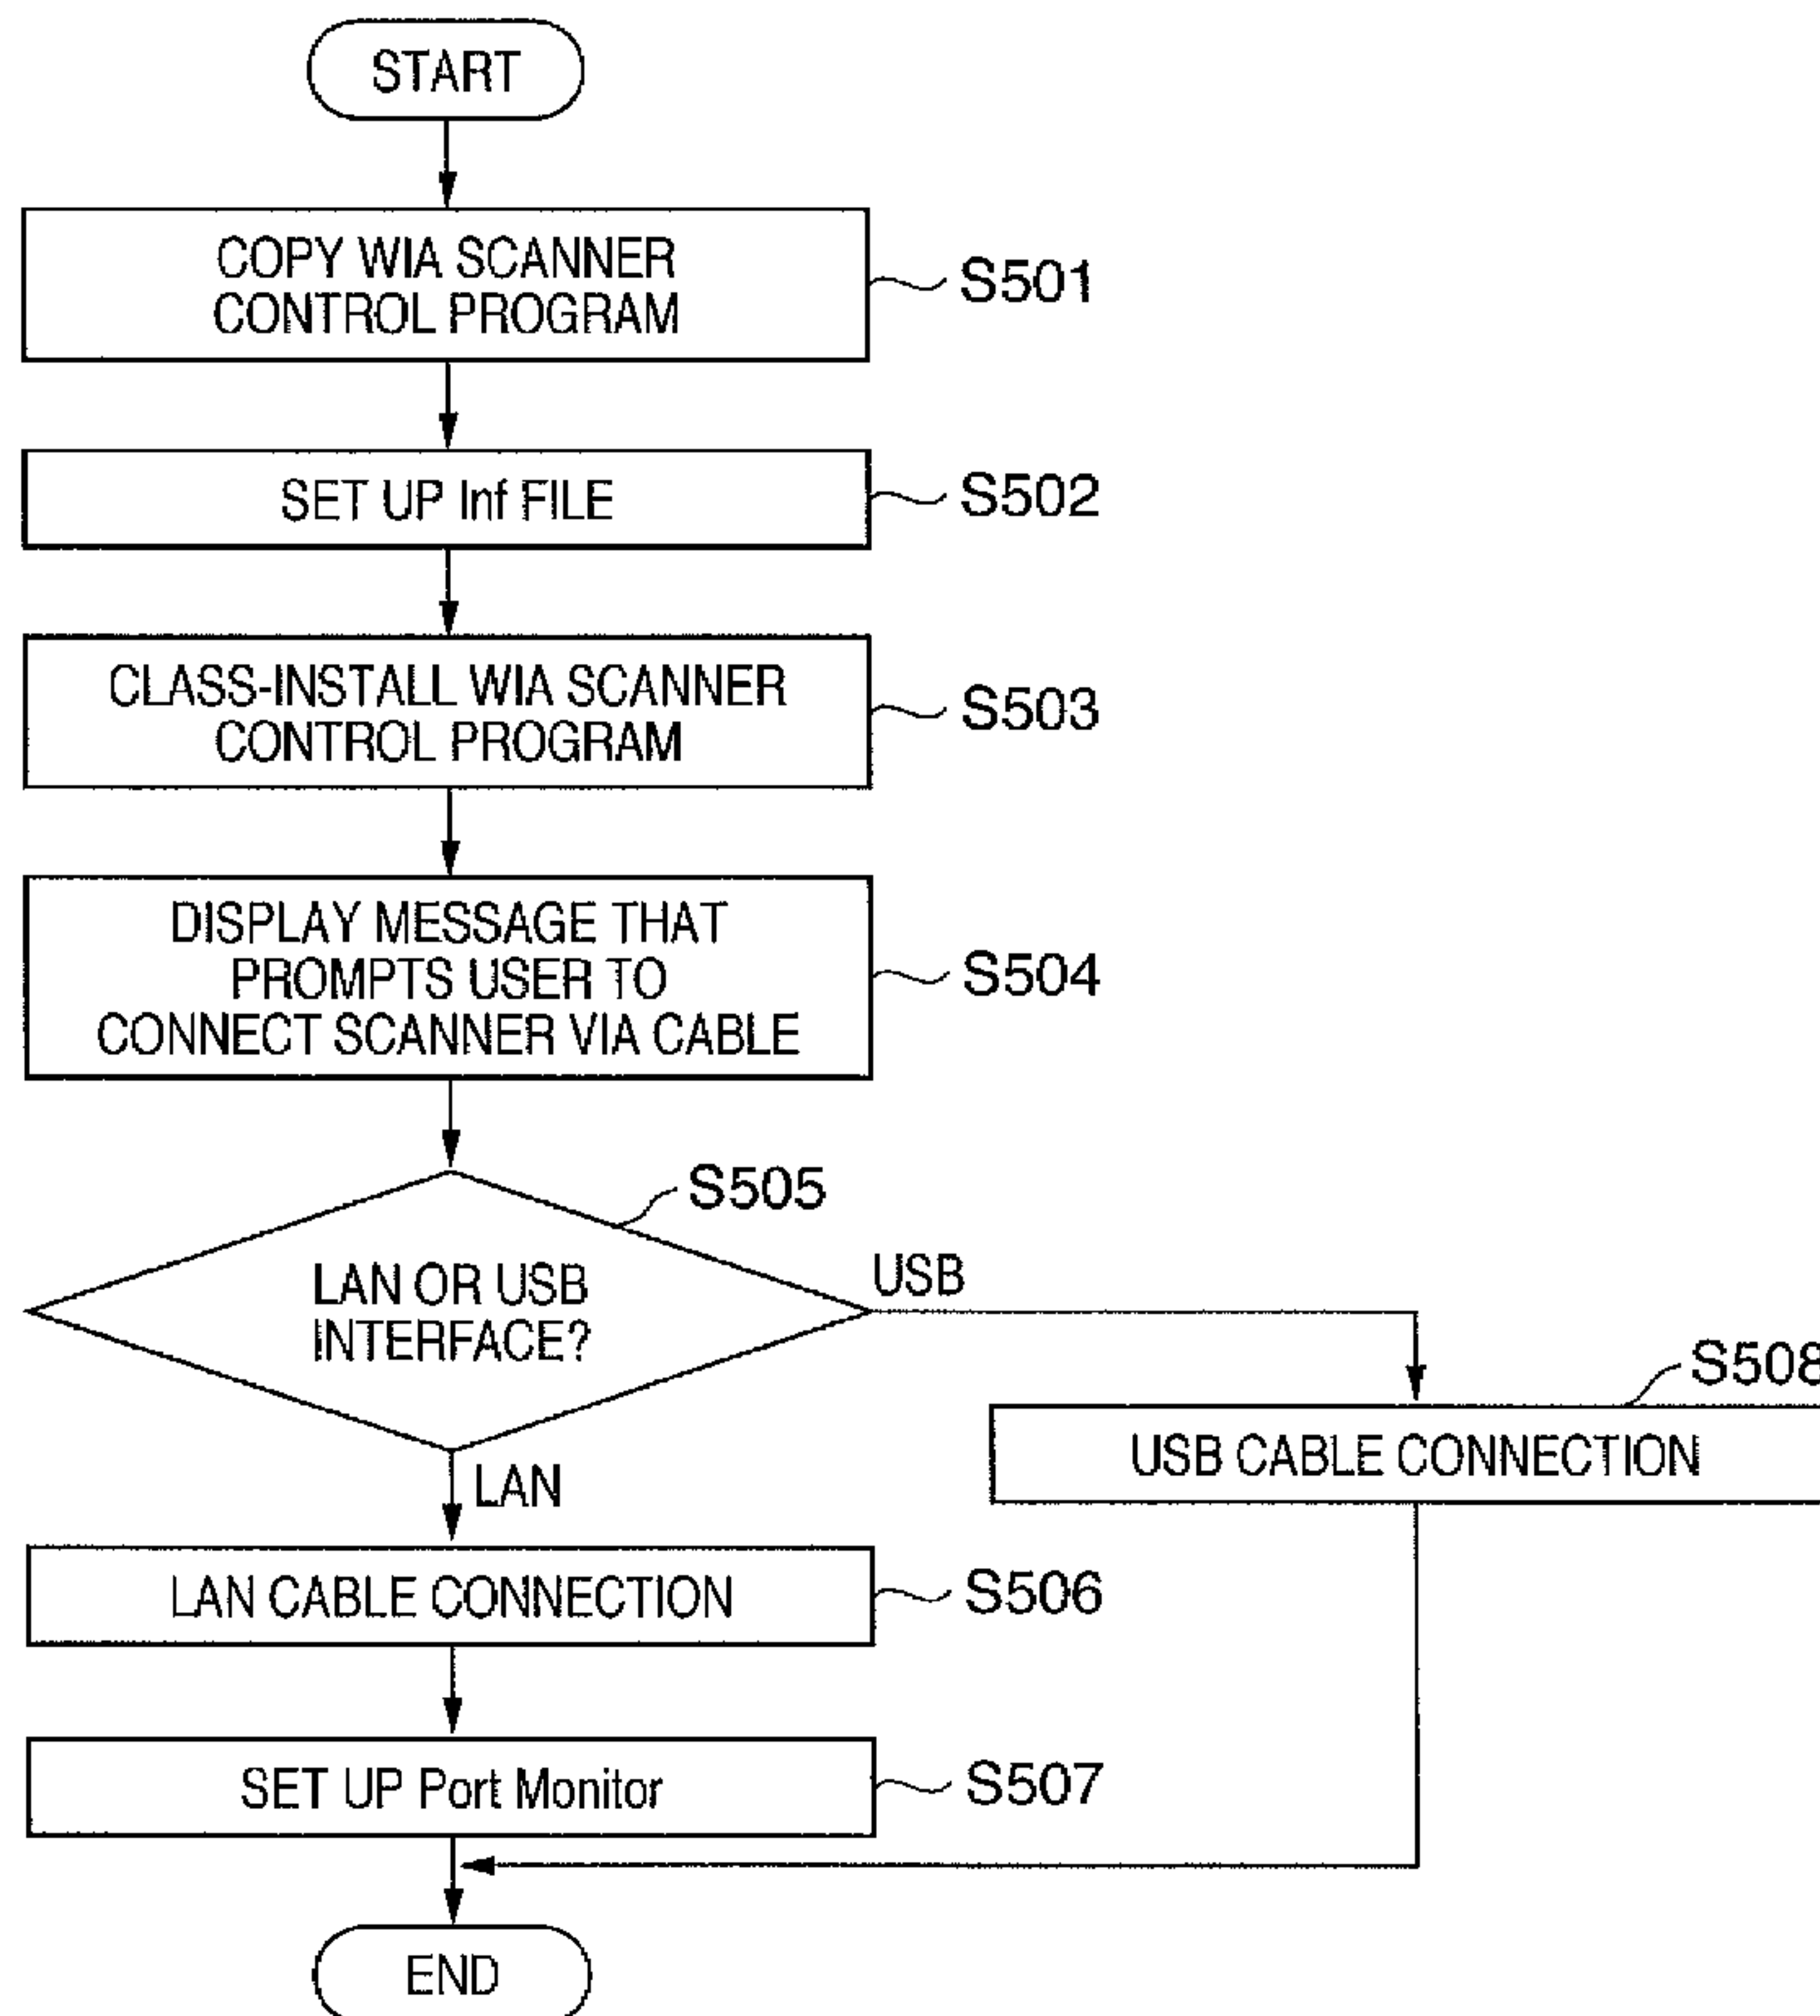 START
COPY WIA SCANNER
CONTROL PROGRAM
S501
SET UP Inf FILE
S502
CLASS-INSTALL WIA SCANNER
CONTROL PROGRAM
S503
DISPLAY MESSAGE THAT
PROMPTS USER TO
CONNECT SCANNER VIA CABLE
S504
S505
LAN OR USB
INTERFACE?
USB
S508
USB CABLE CONNECTION
LAN
LAN CABLE CONNECTION
S506
SET UP Port Monitor
S507
END